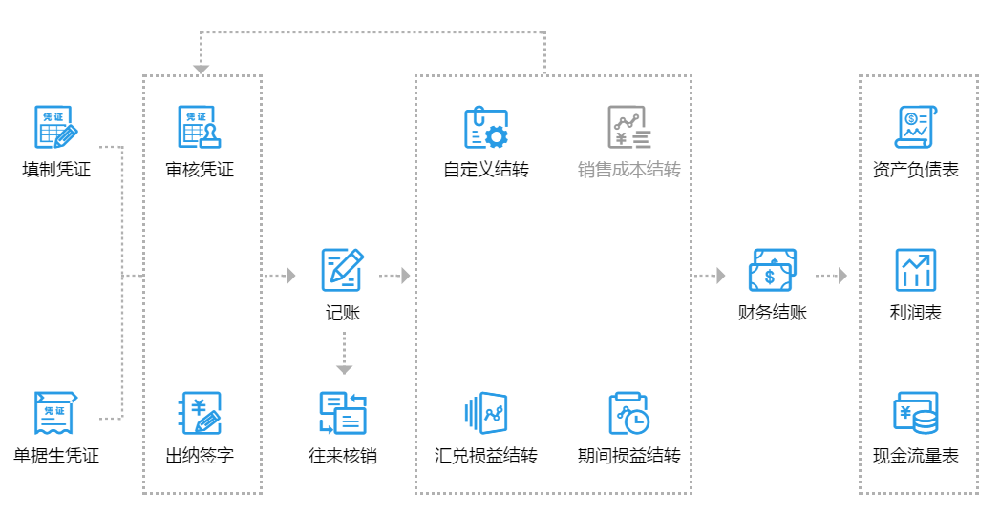 凭证
填制凭证
凭证
审核凭证
自定义结转
¥
销售成本结转
$
资产负债表
记账
$
财务结账
利润表
凭证
单据生凭证
¥
出纳签字
往来核销
汇兑损益结转
期间损益结转
¥
现金流量表